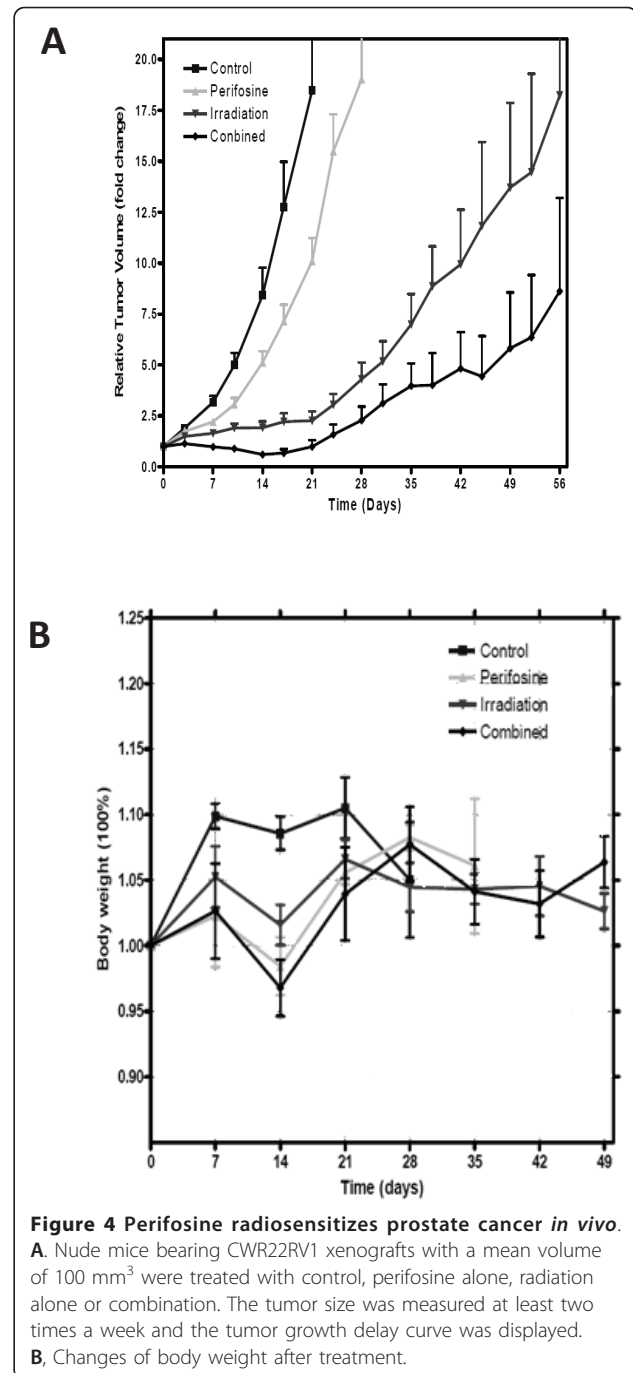 A
Relative Tumor Volume (fold change)
20.0
17.5
15.0
12.5
10.0
7.5
5.0
2.5
0.0
Control
Perifosine
Irradiation
Conbined
0 7 14 21 28 35 42 49 56
Time (Days)
B
Body weight (100%)
1.25
1.20
1.15
1.10
1.05
1.00
0.95
0.90
Control
Perifosine
Irradiation
Combined
0 7 14 21 28 35 42 49
Time (days)
Figure 4 Perifosine radiosensitizes prostate cancer in vivo.
A. Nude mice bearing CWR22RV1 xenografts with a mean volume
of 100 mm³ were treated with control, perifosine alone, radiation
alone or combination. The tumor size was measured at least two
times a week and the tumor growth delay curve was displayed.
B, Changes of body weight after treatment.